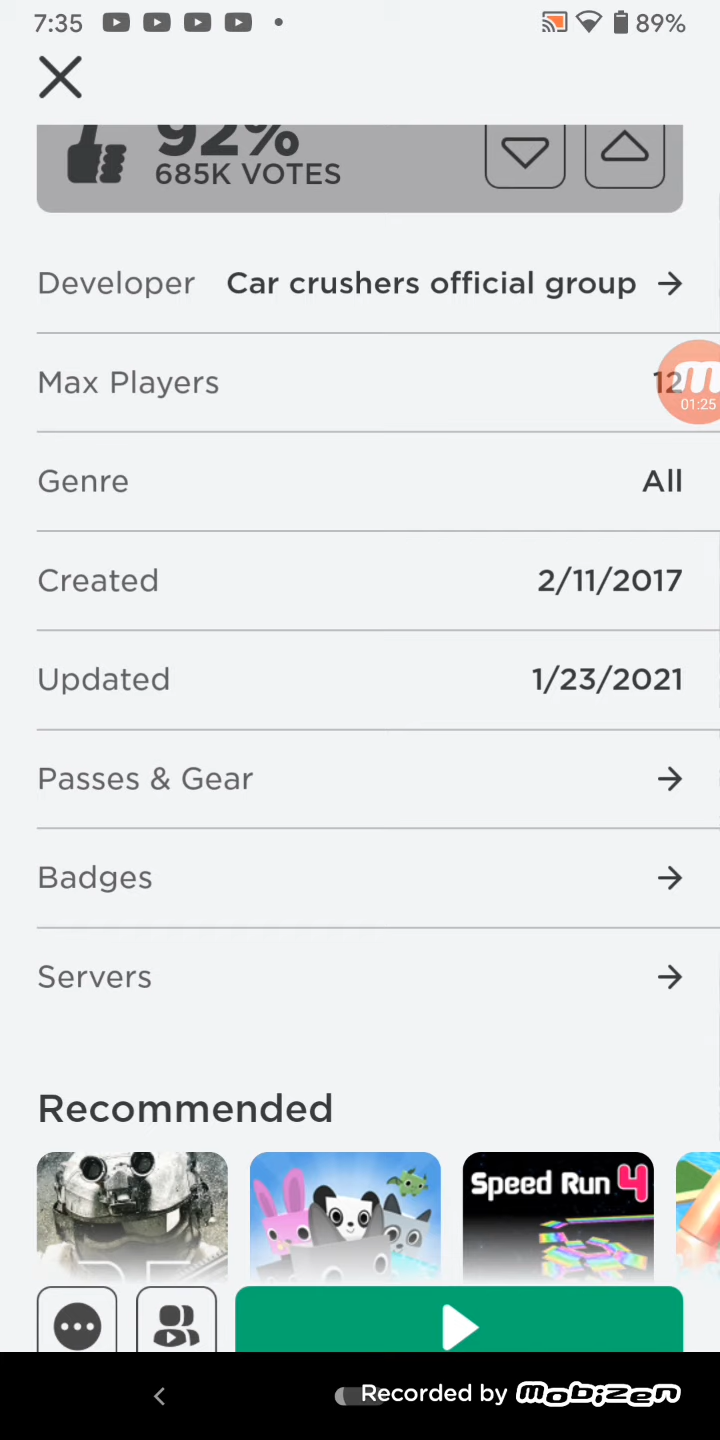 7:35 89%
92%
685K VOTES
Developer Car crushers official group
Max Players 12
01:25
Genre All
Created 2/11/2017
Updated 1/23/2021
Passes & Gear
Badges
Servers
Recommended
Speed Run 4
Recorded by mobizen